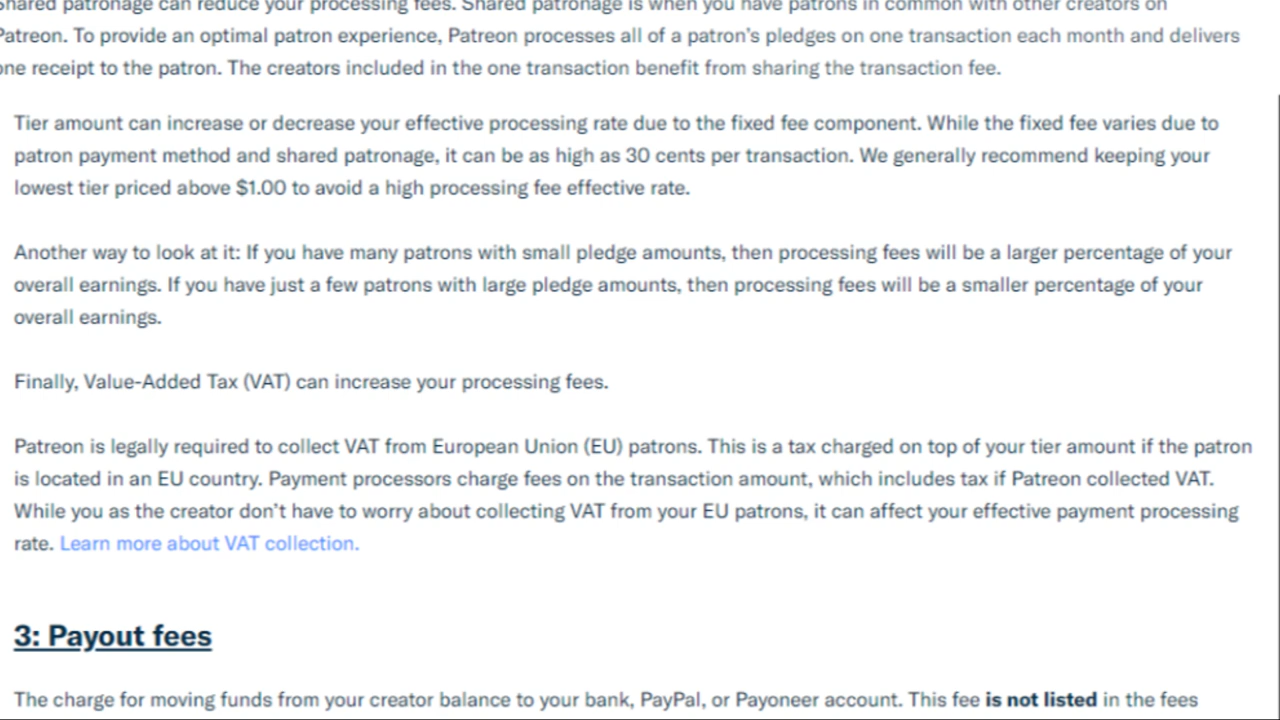 Shared patronage can reduce your processing fees. Shared patronage is when you have patrons in common with other creators on
Patreon. To provide an optimal patron experience, Patreon processes all of a patron's pledges on one transaction each month and delivers
one receipt to the patron. The creators included in the one transaction benefit from sharing the transaction fee.
Tier amount can increase or decrease your effective processing rate due to the fixed fee component. While the fixed fee varies due to
patron payment method and shared patronage, it can be as high as 30 cents per transaction. We generally recommend keeping your
lowest tier priced above $1.00 to avoid a high processing fee effective rate.
Another way to look at it: If you have many patrons with small pledge amounts, then processing fees will be a larger percentage of your
overall earnings. If you have just a few patrons with large pledge amounts, then processing fees will be a smaller percentage of your
overall earnings.
Finally, Value-Added Tax (VAT) can increase your processing fees.
Patreon is legally required to collect VAT from European Union (EU) patrons. This is a tax charged on top of your tier amount if the patron
is located in an EU country. Payment processors charge fees on the transaction amount, which includes tax if Patreon collected VAT.
While you as the creator don't have to worry about collecting VAT from your EU patrons, it can affect your effective payment processing
rate. Learn more about VAT collection.
3: Payout fees
The charge for moving funds from your creator balance to your bank, PayPal, or Payoneer account. This fee is not listed in the fees